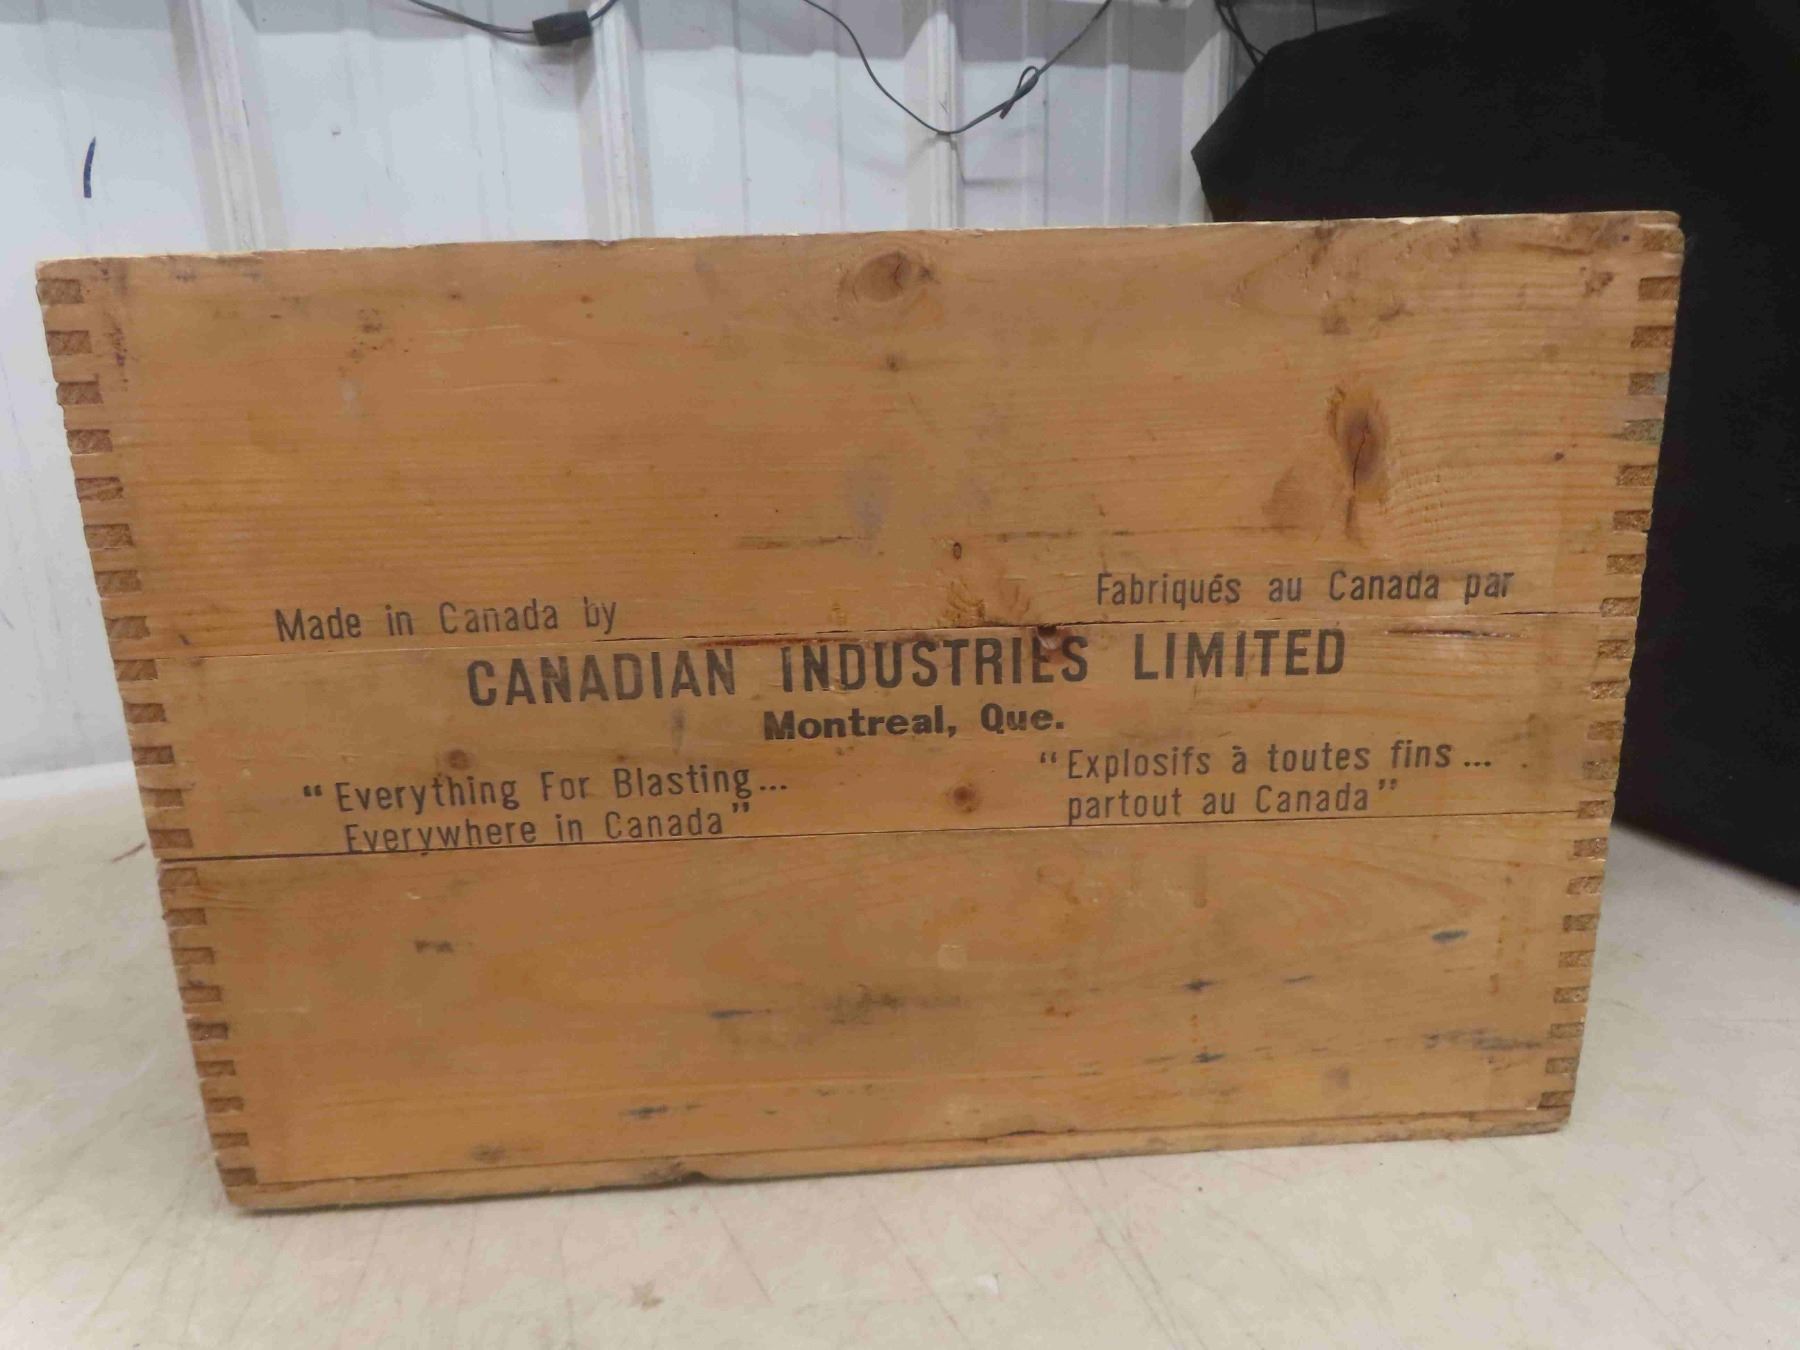 Made in Canada by
Fabriqués au Canada par
CANADIAN INDUSTRIES LIMITED
Montreal, Que.
“Everything For Blasting...
Everywhere in Canada”
“Explosifs à toutes fins...
partout au Canada”